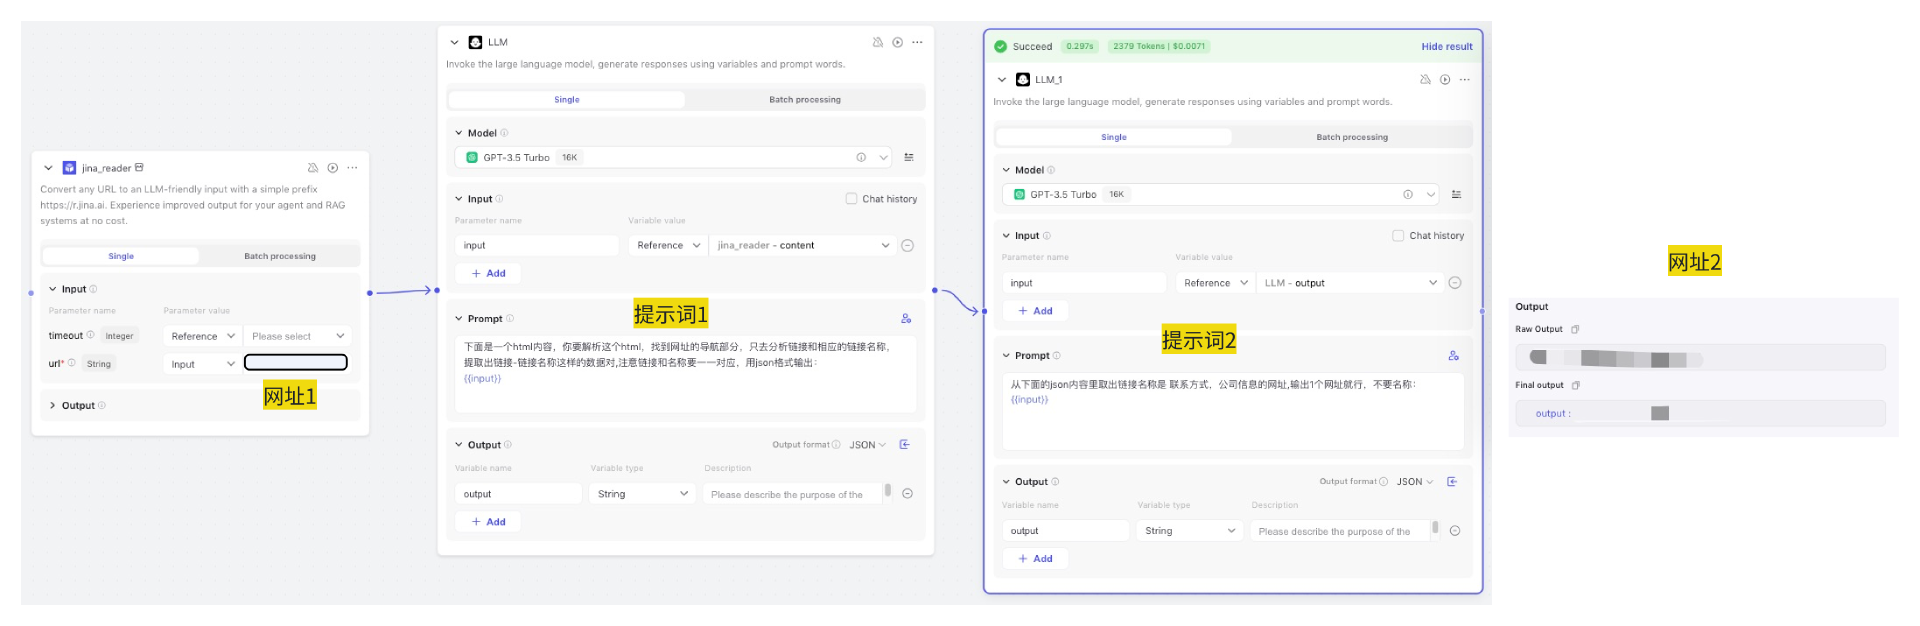 jina_reader
Convert any URL to an LLM-friendly input with a simple prefix
https://r.jina.ai. Experience improved output for your agent and RAG
systems at no cost.
Single Batch processing
Input
Parameter name Parameter value
timeout Integer Reference Please select
url* String Input
网址1
Output
LLM
Invoke the large language model, generate responses using variables and prompt words.
Single Batch processing
Model
GPT-3.5 Turbo 16K
Input Chat history
Parameter name Variable value
input Reference jina_reader - content
+ Add
提示词1
Prompt
下面是一个html内容，你要解析这个html，找到网址的导航部分，只去分析链接和相应的链接名称，
提取出链接-链接名称这样的数据对,注意链接和名称要一一对应，用json格式输出：
{{input}}
Output Output format JSON
Variable name Variable type Description
output String Please describe the purpose of the
+ Add
Succeed 0.297s 2379 Tokens | $0.0071 Hide result
LLM_1
Invoke the large language model, generate responses using variables and prompt words.
Single Batch processing
Model
GPT-3.5 Turbo 16K
Input Chat history
Parameter name Variable value
input Reference LLM - output
+ Add
提示词2
Prompt
从下面的json内容里取出链接名称是 联系方式，公司信息的网址,输出1个网址就行，不要名称：
{{input}}
Output Output format JSON
Variable name Variable type Description
output String Please describe the purpose of the
+ Add
网址2
Output
Raw Output
Final output
output :